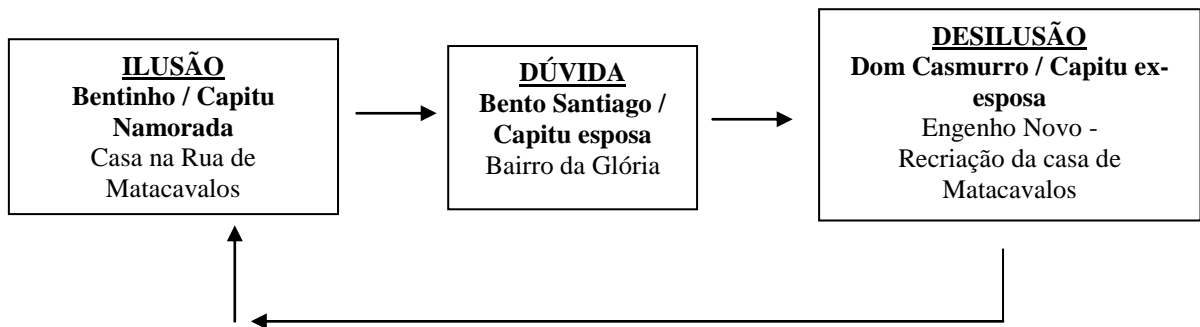 ILUSÃO
Bentinho / Capitu
Namorada
Casa na Rua de
Matacavalos
DÚVIDA
Bento Santiago /
Capitu esposa
Bairro da Glória
DESILUSÃO
Dom Casmurro / Capitu ex-
esposa
Engenho Novo -
Recriação da casa de
Matacavalos